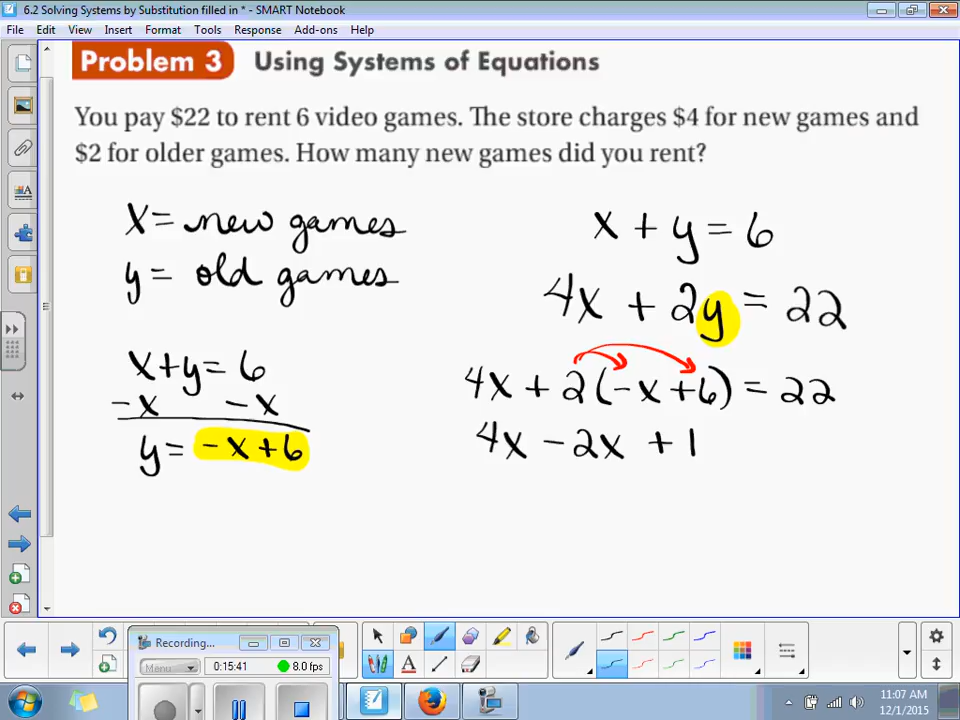 6.2 Solving Systems by Substitution filled in * - SMART Notebook
File Edit View Insert Format Tools Response Add-ons Help
Problem 3 Using Systems of Equations
You pay $22 to rent 6 video games. The store charges $4 for new games and
$2 for older games. How many new games did you rent?
x = new games
y = old games
x + y = 6
4x + 2y = 22
x + y = 6
-x -x
y = -x + 6
4x + 2(-x + 6) = 22
4x - 2x + 1
Recording...
Menu 0:15:41 8.0 fps
11:07 AM
12/1/2015